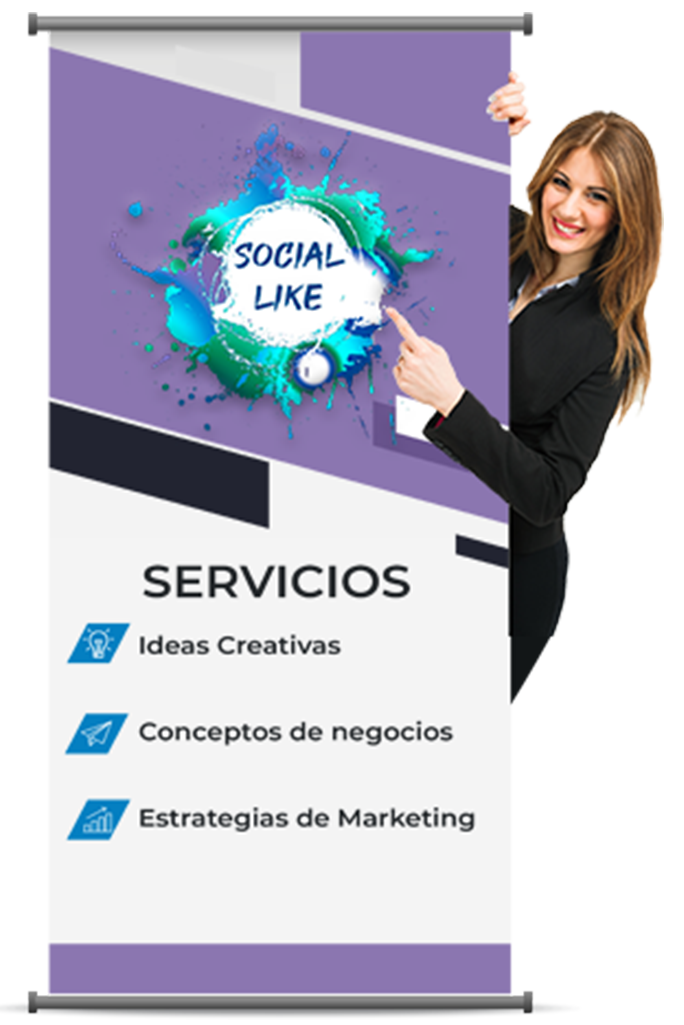 SOCIAL
LIKE
SERVICIOS
Ideas Creativas
Conceptos de negocios
Estrategias de Marketing